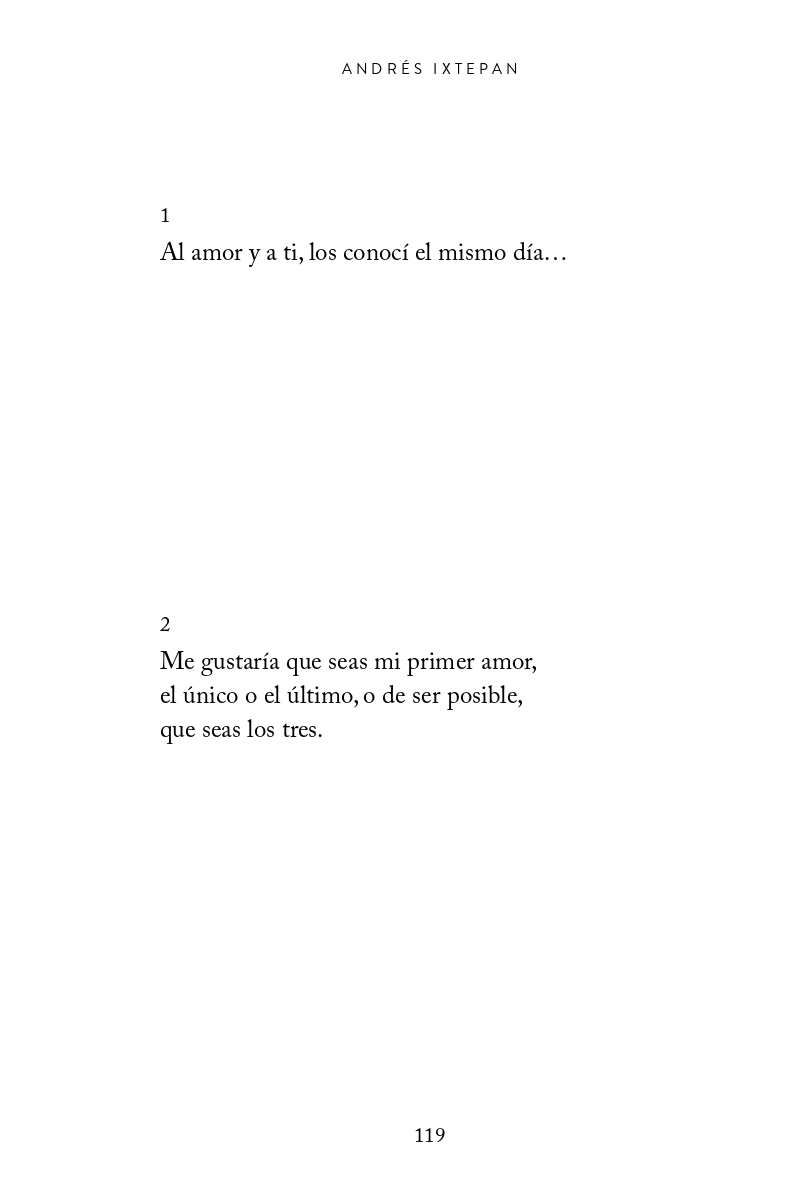 ANDRÉS IXTEPAN
1
Al amor y a ti, los conocí el mismo día…
2
Me gustaría que seas mi primer amor,
el único o el último, o de ser posible,
que seas los tres.
119